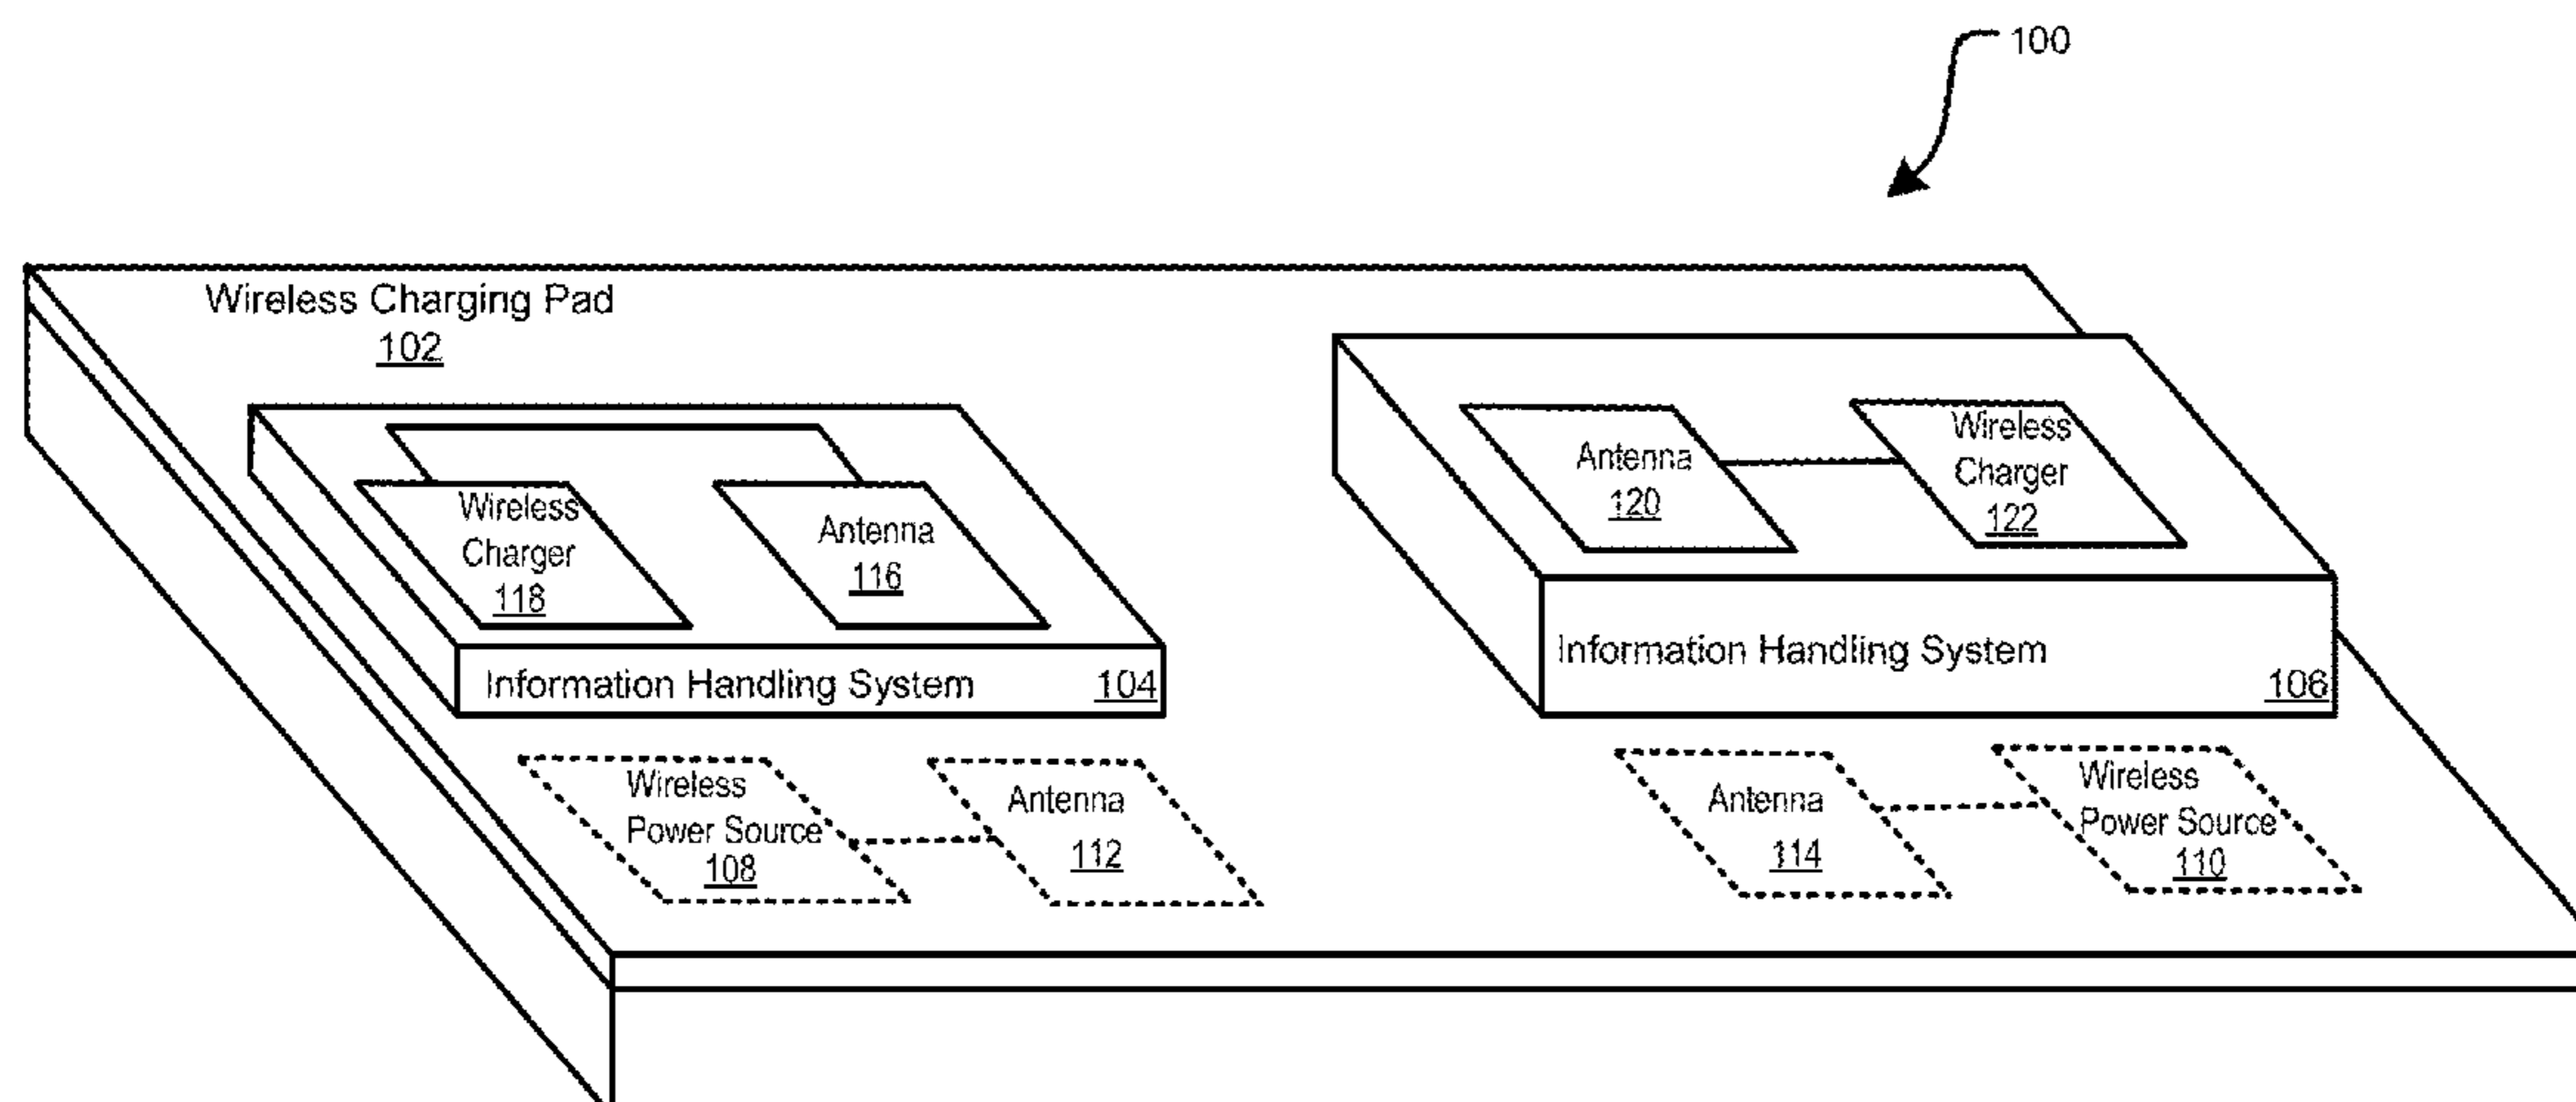 100
Wireless Charging Pad
102
Wireless
Charger
118
Antenna
116
Information Handling System 104
Antenna
120
Wireless
Charger
122
Information Handling System
106
Wireless
Power Source
108
Antenna
112
Antenna
114
Wireless
Power Source
110